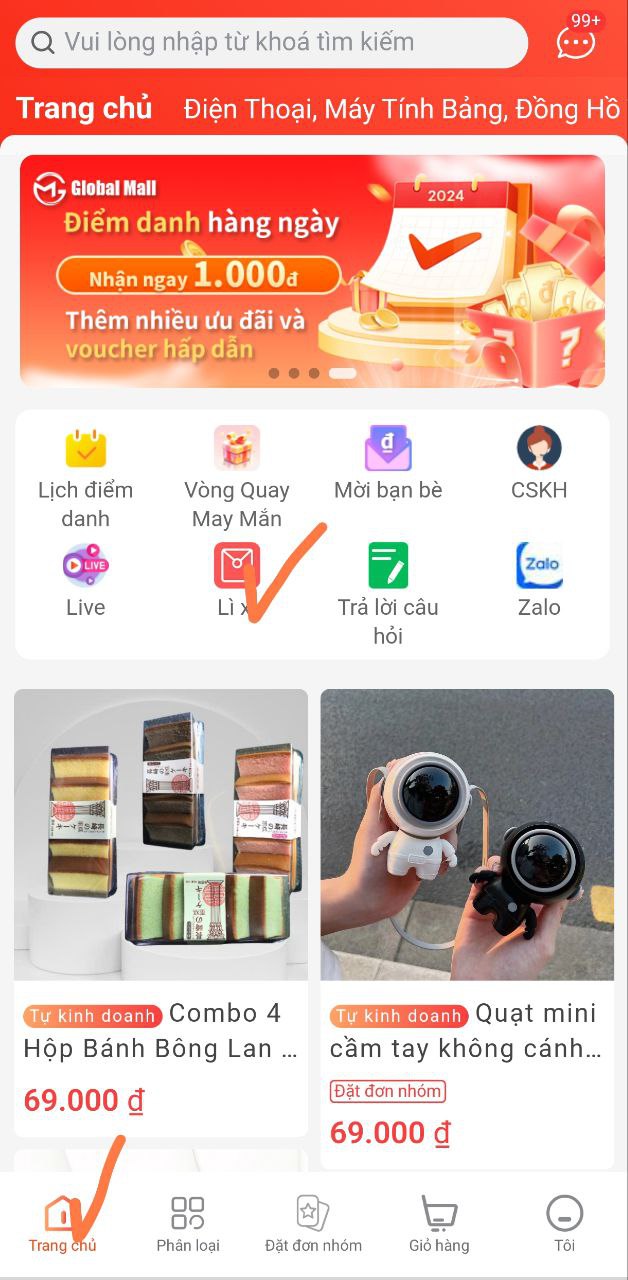 99+
Vui lòng nhập từ khoá tìm kiếm
Trang chủ Điện Thoại, Máy Tính Bảng, Đồng Hồ
Global Mall
2024
Điểm danh hàng ngày
Nhận ngay 1.000đ
Thêm nhiều ưu đãi và
voucher hấp dẫn
Lịch điểm
danh
Vòng Quay
May Mắn
Mời bạn bè
CSKH
LIVE
Live
Lì
Trả lời câu
hỏi
Zalo
Zalo
Tự kinh doanh Combo 4
Hộp Bánh Bông Lan ...
69.000 ₫
Tự kinh doanh Quạt mini
cầm tay không cánh...
Đặt đơn nhóm
69.000 ₫
Trang chủ
Phân loại
Đặt đơn nhóm
Giỏ hàng
Tôi